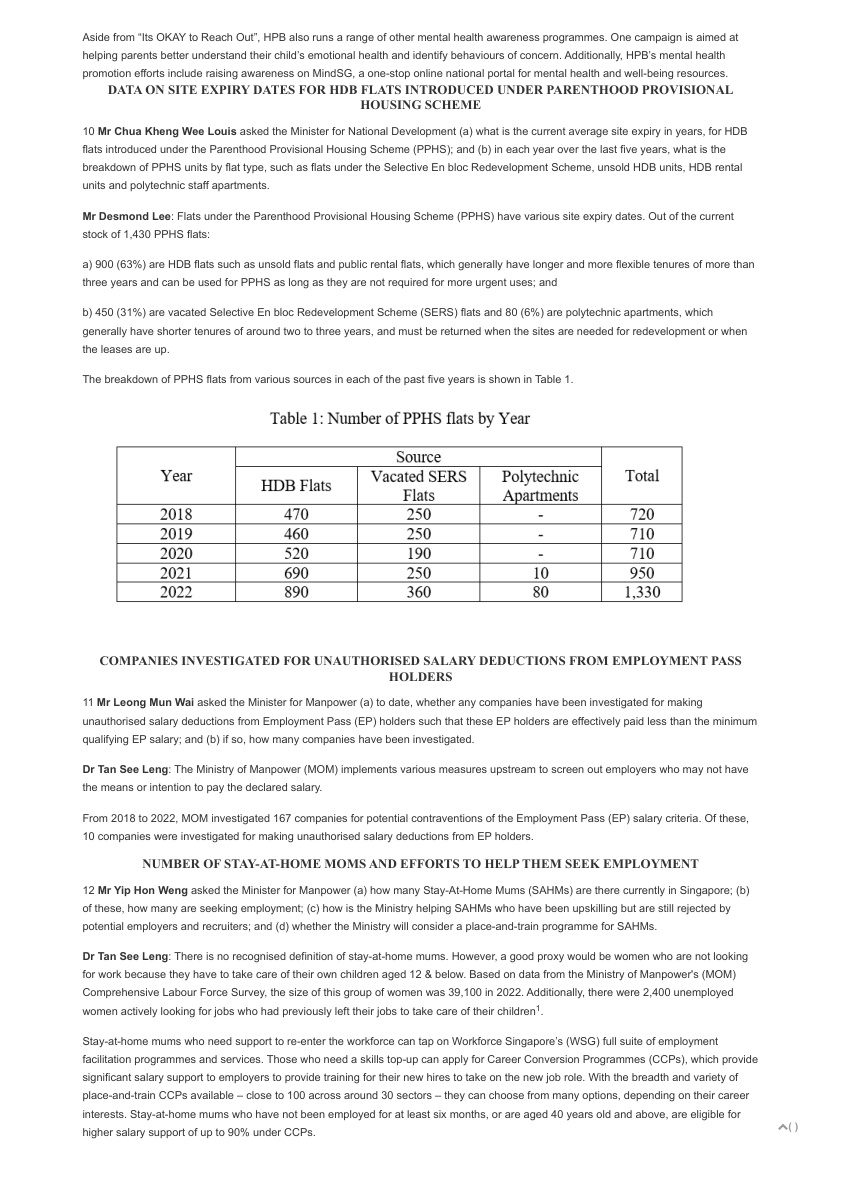 Aside from “Its OKAY to Reach Out”, HPB also runs a range of other mental health awareness programmes. One campaign is aimed at
helping parents better understand their child’s emotional health and identify behaviours of concern. Additionally, HPB’s mental health
promotion efforts include raising awareness on MindSG, a one-stop online national portal for mental health and well-being resources.
DATA ON SITE EXPIRY DATES FOR HDB FLATS INTRODUCED UNDER PARENTHOOD PROVISIONAL
HOUSING SCHEME
10 Mr Chua Kheng Wee Louis asked the Minister for National Development (a) what is the current average site expiry in years, for HDB
flats introduced under the Parenthood Provisional Housing Scheme (PPHS); and (b) in each year over the last five years, what is the
breakdown of PPHS units by flat type, such as flats under the Selective En bloc Redevelopment Scheme, unsold HDB units, HDB rental
units and polytechnic staff apartments.
Mr Desmond Lee: Flats under the Parenthood Provisional Housing Scheme (PPHS) have various site expiry dates. Out of the current
stock of 1,430 PPHS flats:
a) 900 (63%) are HDB flats such as unsold flats and public rental flats, which generally have longer and more flexible tenures of more than
three years and can be used for PPHS as long as they are not required for more urgent uses; and
b) 450 (31%) are vacated Selective En bloc Redevelopment Scheme (SERS) flats and 80 (6%) are polytechnic apartments, which
generally have shorter tenures of around two to three years, and must be returned when the sites are needed for redevelopment or when
the leases are up.
The breakdown of PPHS flats from various sources in each of the past five years is shown in Table 1.
Table 1: Number of PPHS flats by Year
Year Source Total
HDB Flats Vacated SERS Flats Polytechnic Apartments
2018 470 250 - 720
2019 460 250 - 710
2020 520 190 - 710
2021 690 250 10 950
2022 890 360 80 1,330
COMPANIES INVESTIGATED FOR UNAUTHORISED SALARY DEDUCTIONS FROM EMPLOYMENT PASS
HOLDERS
11 Mr Leong Mun Wai asked the Minister for Manpower (a) to date, whether any companies have been investigated for making
unauthorised salary deductions from Employment Pass (EP) holders such that these EP holders are effectively paid less than the minimum
qualifying EP salary; and (b) if so, how many companies have been investigated.
Dr Tan See Leng: The Ministry of Manpower (MOM) implements various measures upstream to screen out employers who may not have
the means or intention to pay the declared salary.
From 2018 to 2022, MOM investigated 167 companies for potential contraventions of the Employment Pass (EP) salary criteria. Of these,
10 companies were investigated for making unauthorised salary deductions from EP holders.
NUMBER OF STAY-AT-HOME MOMS AND EFFORTS TO HELP THEM SEEK EMPLOYMENT
12 Mr Yip Hon Weng asked the Minister for Manpower (a) how many Stay-At-Home Mums (SAHMs) are there currently in Singapore; (b)
of these, how many are seeking employment; (c) how is the Ministry helping SAHMs who have been upskilling but are still rejected by
potential employers and recruiters; and (d) whether the Ministry will consider a place-and-train programme for SAHMs.
Dr Tan See Leng: There is no recognised definition of stay-at-home mums. However, a good proxy would be women who are not looking
for work because they have to take care of their own children aged 12 & below. Based on data from the Ministry of Manpower's (MOM)
Comprehensive Labour Force Survey, the size of this group of women was 39,100 in 2022. Additionally, there were 2,400 unemployed
women actively looking for jobs who had previously left their jobs to take care of their children1.
Stay-at-home mums who need support to re-enter the workforce can tap on Workforce Singapore’s (WSG) full suite of employment
facilitation programmes and services. Those who need a skills top-up can apply for Career Conversion Programmes (CCPs), which provide
significant salary support to employers to provide training for their new hires to take on the new job role. With the breadth and variety of
place-and-train CCPs available – close to 100 across around 30 sectors – they can choose from many options, depending on their career
interests. Stay-at-home mums who have not been employed for at least six months, or are aged 40 years old and above, are eligible for
higher salary support of up to 90% under CCPs.
( )